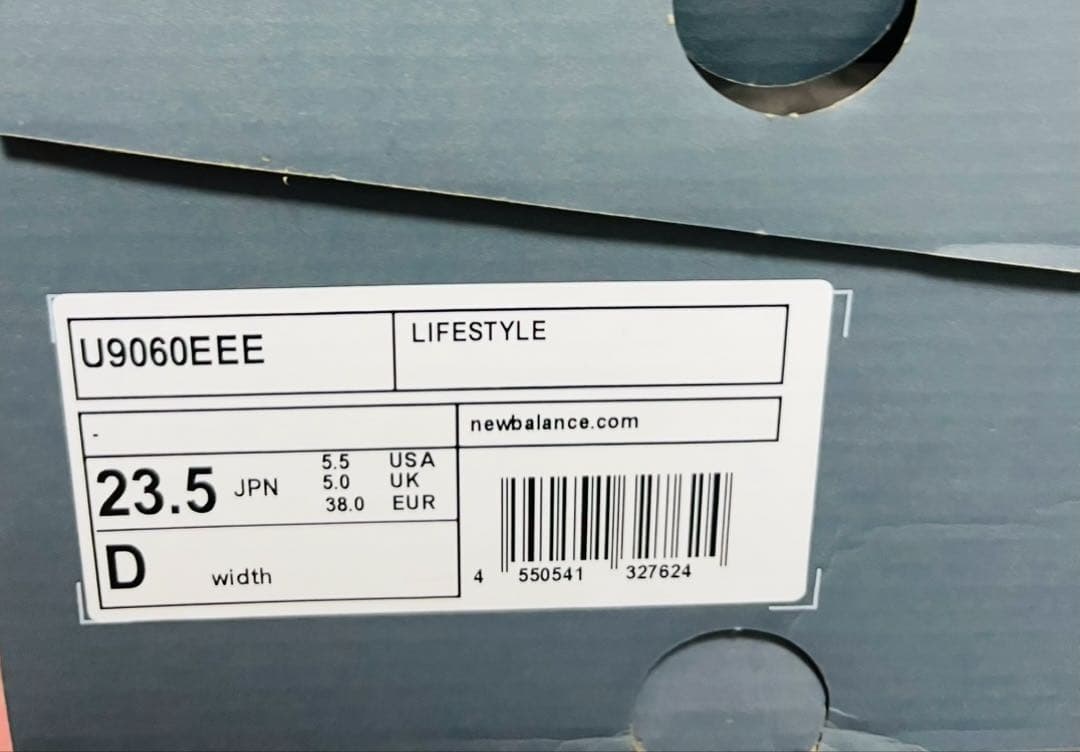 U9060EEE
LIFESTYLE
-
newbalance.com
23.5 JPN
5.5 USA
5.0 UK
38.0 EUR
D width
4 550541 327624